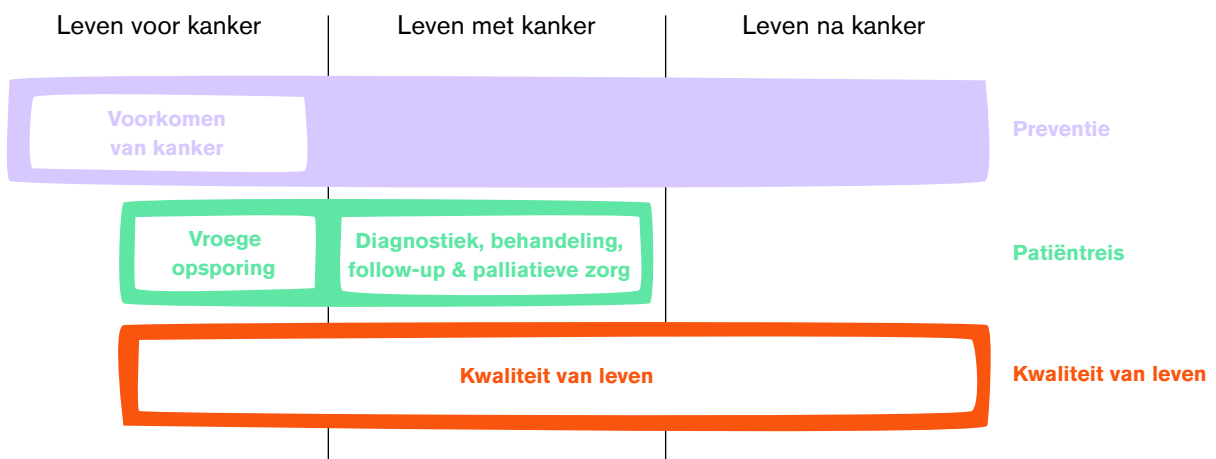 Leven voor kanker
Leven met kanker
Leven na kanker
Voorkomen
van kanker
Preventie
Vroege
opsporing
Diagnostiek, behandeling,
follow-up & palliatieve zorg
Patiëntreis
Kwaliteit van leven
Kwaliteit van leven